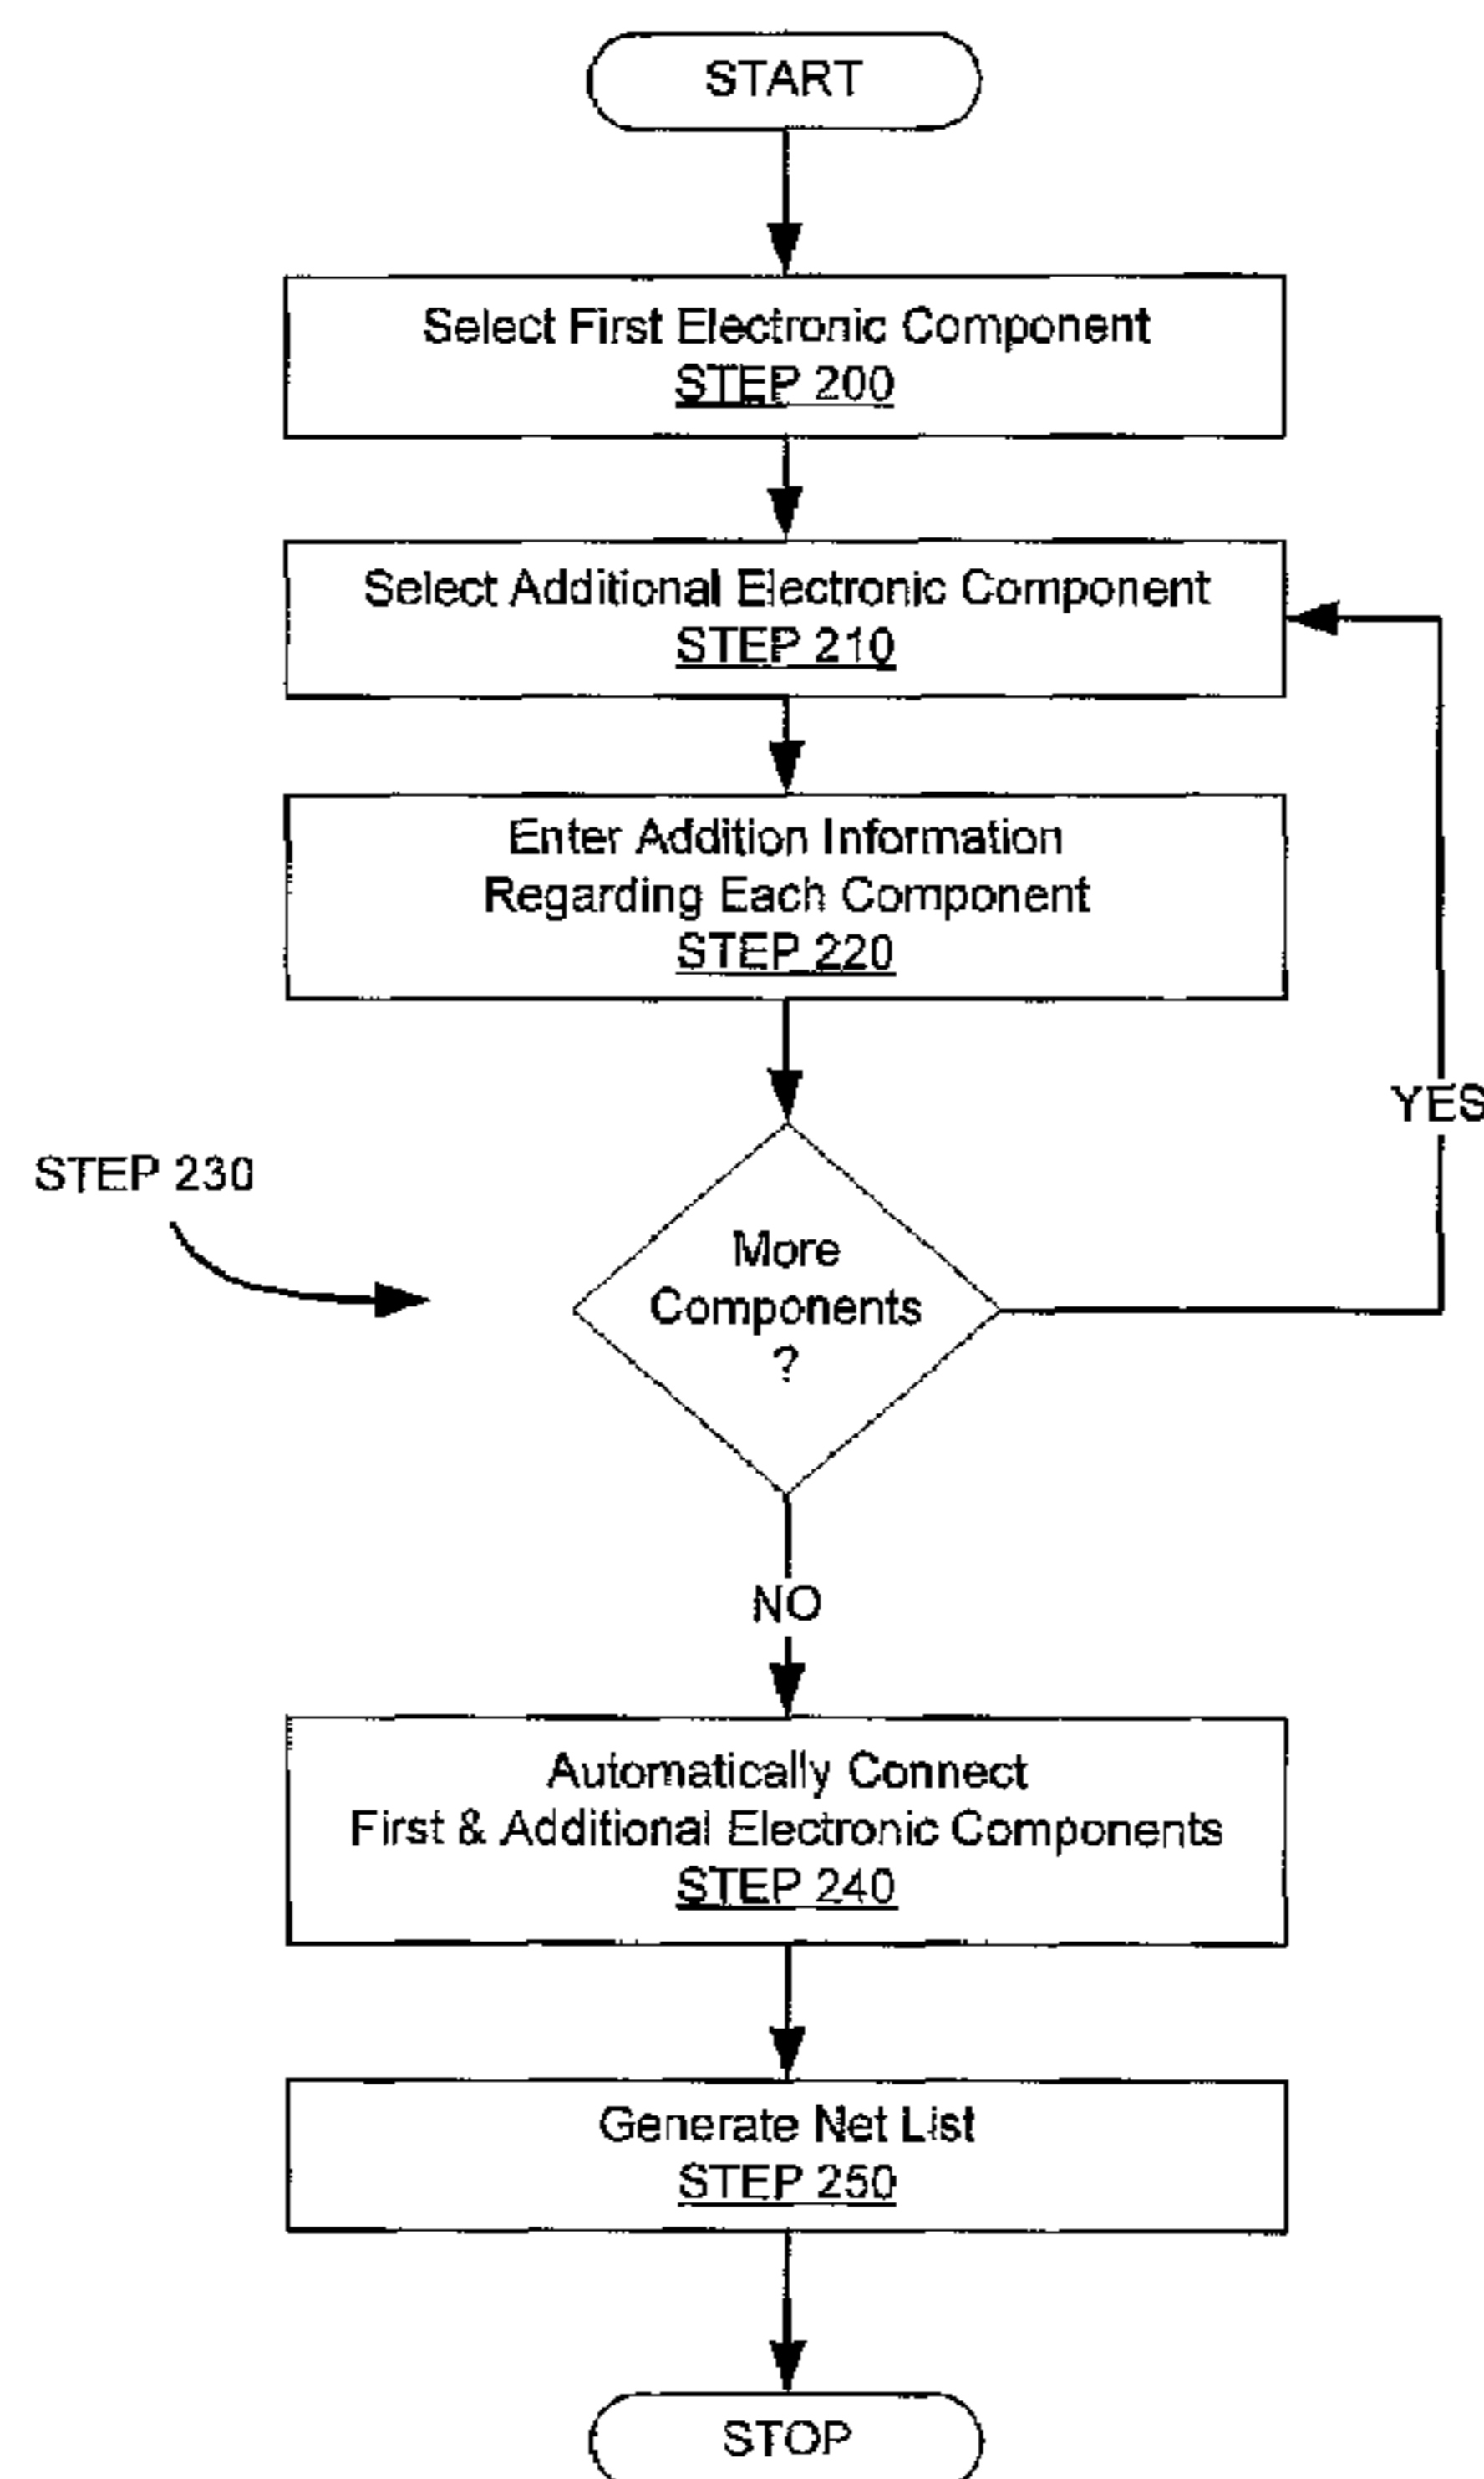 START
Select First Electronic Component
STEP 200
Select Additional Electronic Component
STEP 210
Enter Addition Information
Regarding Each Component
STEP 220
YES
STEP 230
More
Components
?
NO
Automatically Connect
First & Additional Electronic Components
STEP 240
Generate Net List
STEP 250
STOP